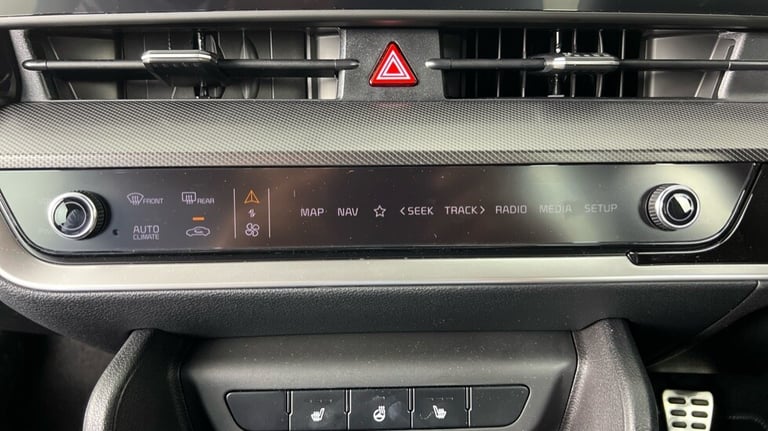 FRONT REAR
MAP NAV SEEK TRACK RADIO MEDIA SETUP
AUTO
CLIMATE